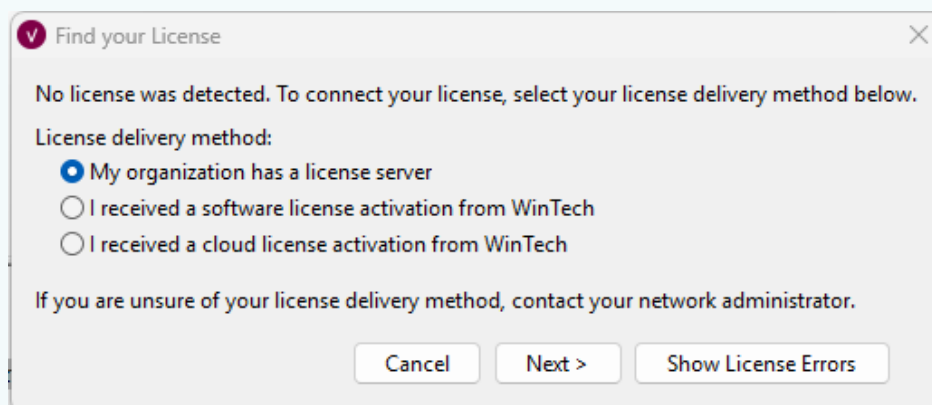 V Find your License
No license was detected. To connect your license, select your license delivery method below.
License delivery method:
My organization has a license server
I received a software license activation from WinTech
I received a cloud license activation from WinTech
If you are unsure of your license delivery method, contact your network administrator.
Cancel Next > Show License Errors